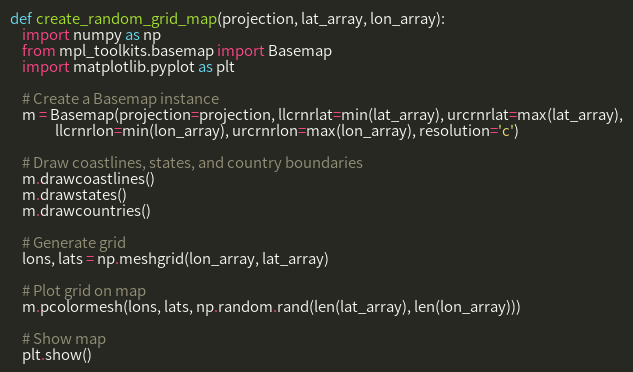 def create_random_grid_map(projection, lat_array, lon_array):
import numpy as np
from mpl_toolkits.basemap import Basemap
import matplotlib.pyplot as plt
# Create a Basemap instance
m = Basemap(projection=projection, llcrnrlat=min(lat_array), urcrnrlat=max(lat_array),
llcrnrlon=min(lon_array), urcrnrlon=max(lon_array), resolution='c')
# Draw coastlines, states, and country boundaries
m.drawcoastlines()
m.drawstates()
m.drawcountries()
# Generate grid
lons, lats = np.meshgrid(lon_array, lat_array)
# Plot grid on map
m.pcolormesh(lons, lats, np.random.rand(len(lat_array), len(lon_array)))
# Show map
plt.show()